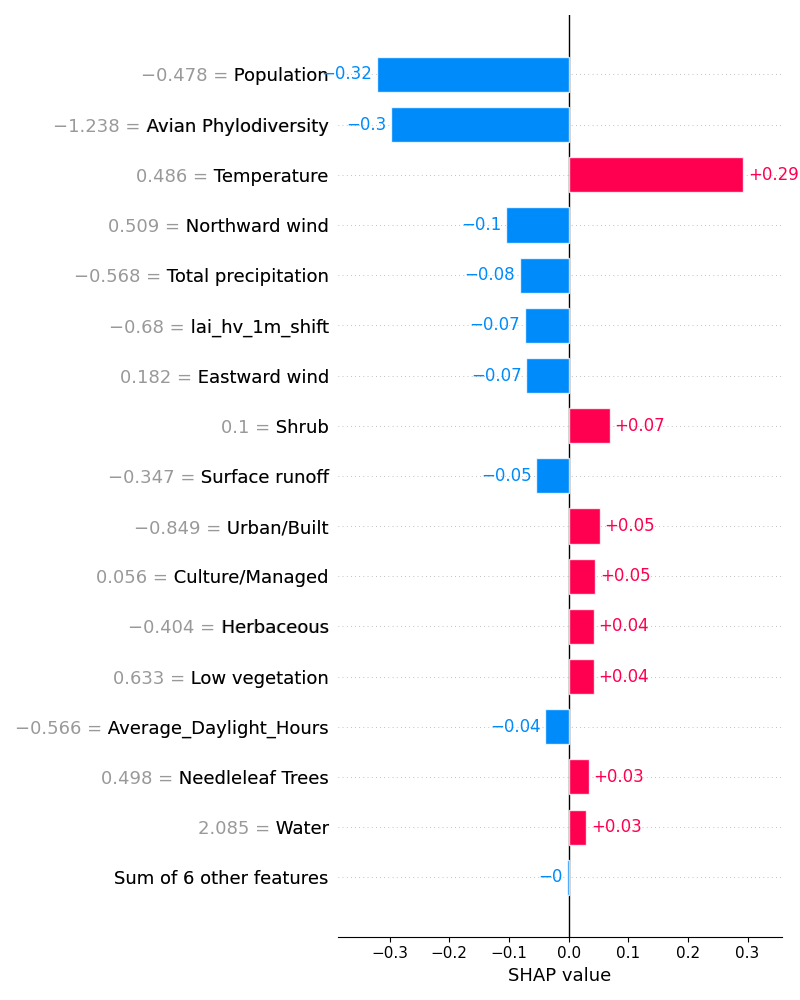 −0.478 = Population −0.32
−1.238 = Avian Phylodiversity −0.3
0.486 = Temperature +0.29
0.509 = Northward wind −0.1
−0.568 = Total precipitation −0.08
−0.68 = lai_hv_1m_shift −0.07
0.182 = Eastward wind −0.07
0.1 = Shrub +0.07
−0.347 = Surface runoff −0.05
−0.849 = Urban/Built +0.05
0.056 = Culture/Managed +0.05
−0.404 = Herbaceous +0.04
0.633 = Low vegetation +0.04
−0.566 = Average_Daylight_Hours −0.04
0.498 = Needleleaf Trees +0.03
2.085 = Water +0.03
Sum of 6 other features −0
−0.3 −0.2 −0.1 0.0 0.1 0.2 0.3
SHAP value